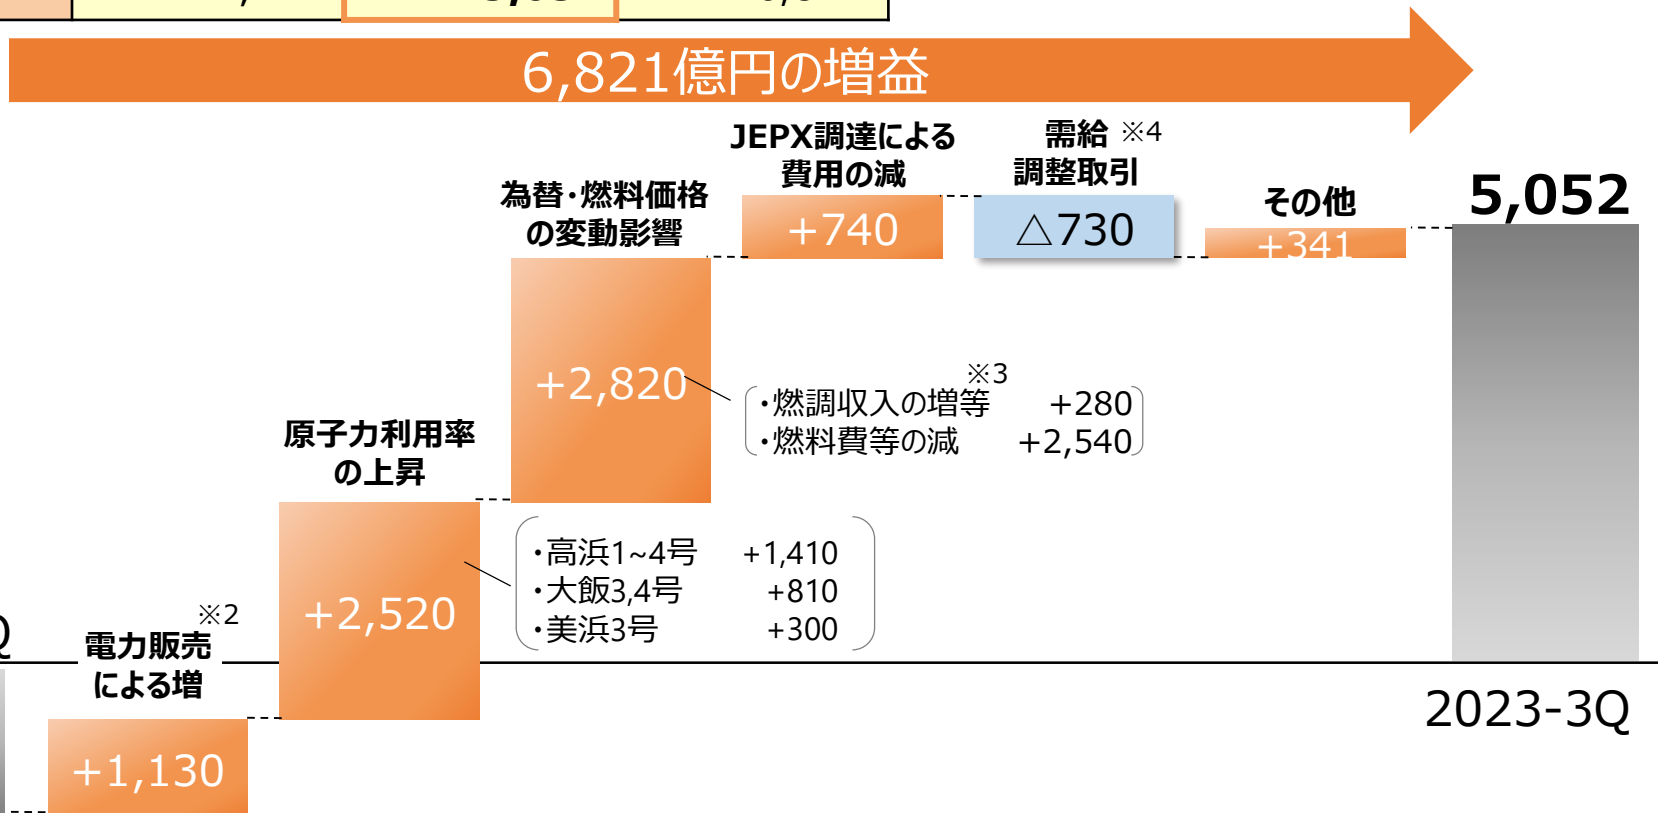 6,821億円の増益
JEPX調達による
費用の減
需給 ※4
調整取引
為替・燃料価格
の変動影響
その他
5,052
+740
△730
+341
+2,820
※3
・燃調収入の増等 +280
・燃料費等の減 +2,540
原子力利用率
の上昇
+2,520
・高浜1~4号 +1,410
・大飯3,4号 +810
・美浜3号 +300
※2
電力販売
による増
+1,130
2023-3Q